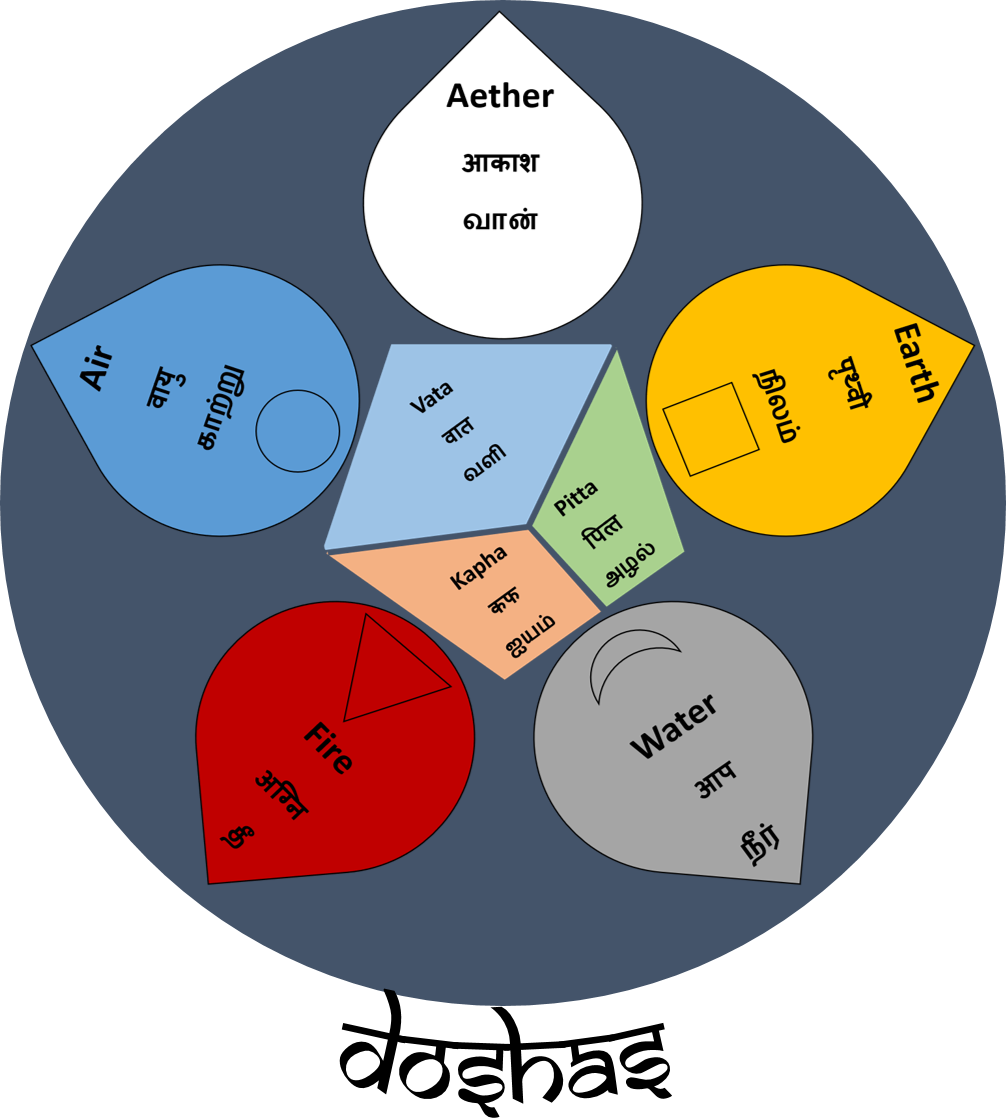 Aether
आकाश
வான்
Air
वायु
காற்று
Earth
पृथ्वी
நிலம்
Vata
वात
வளி
Pitta
पित्त
அழல்
Kapha
कफ
ஐயம்
Fire
अग्नि
தீ
Water
आप
நீர்
doshas